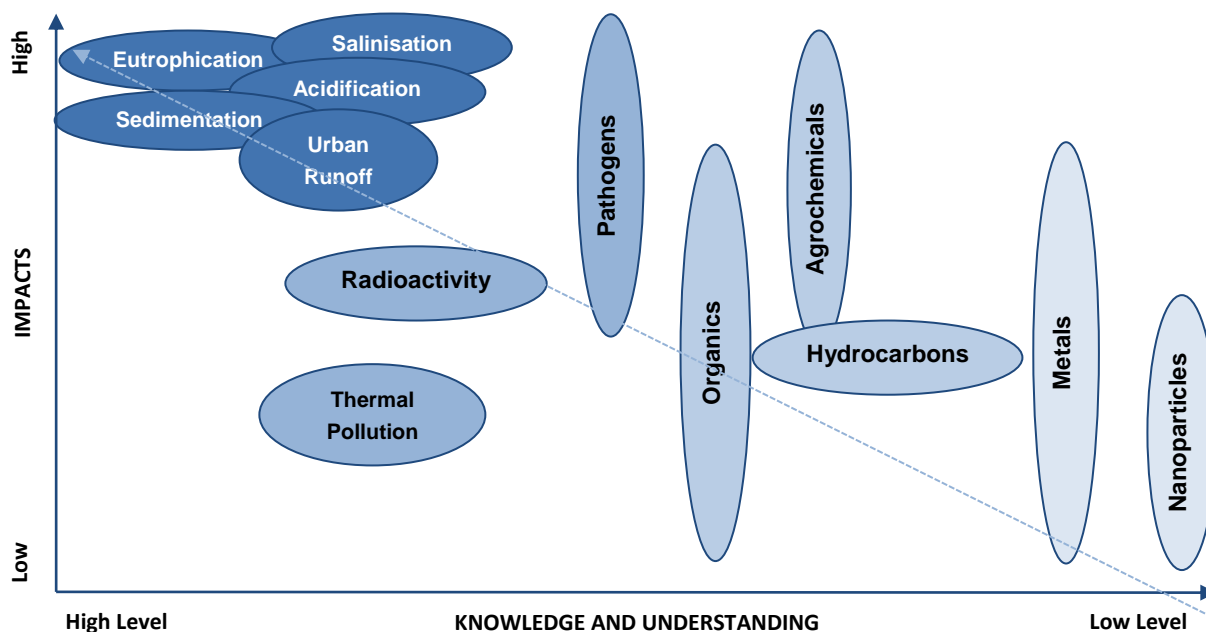 High
Salinisation
Eutrophication
Acidification
Sedimentation
Urban
Runoff
Pathogens
Agrochemicals
Radioactivity
IMPACTS
Organics
Hydrocarbons
Metals
Nanoparticles
Thermal
Pollution
Low
High Level
KNOWLEDGE AND UNDERSTANDING
Low Level